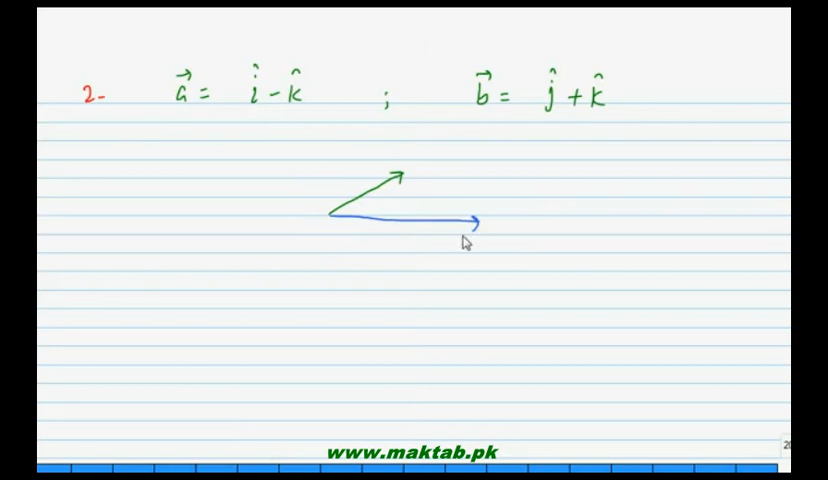 2- a⃗ = î - k̂ ; b⃗ = ĵ + k̂
www.maktab.pk